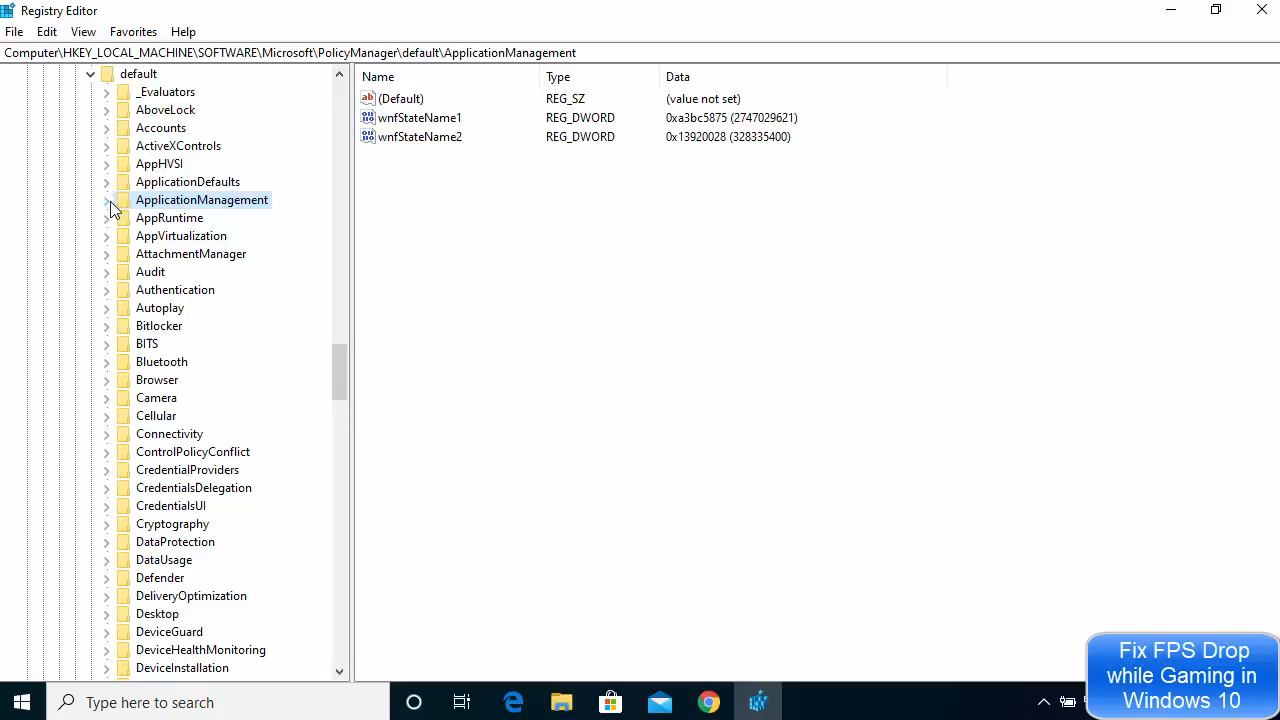 Registry Editor
File Edit View Favorites Help
Computer\HKEY_LOCAL_MACHINE\SOFTWARE\Microsoft\PolicyManager\default\ApplicationManagement
default
_Evaluators
AboveLock
Accounts
ActiveXControls
AppHVSI
ApplicationDefaults
ApplicationManagement
AppRuntime
AppVirtualization
AttachmentManager
Audit
Authentication
Autoplay
Bitlocker
BITS
Bluetooth
Browser
Camera
Cellular
Connectivity
ControlPolicyConflict
CredentialProviders
CredentialsDelegation
CredentialsUI
Cryptography
DataProtection
DataUsage
Defender
DeliveryOptimization
Desktop
DeviceGuard
DeviceHealthMonitoring
DeviceInstallation
Name Type Data
(Default) REG_SZ (value not set)
wnfStateName1 REG_DWORD 0xa3bc5875 (2747029621)
wnfStateName2 REG_DWORD 0x13920028 (328335400)
Fix FPS Drop
while Gaming in
Windows 10
Type here to search